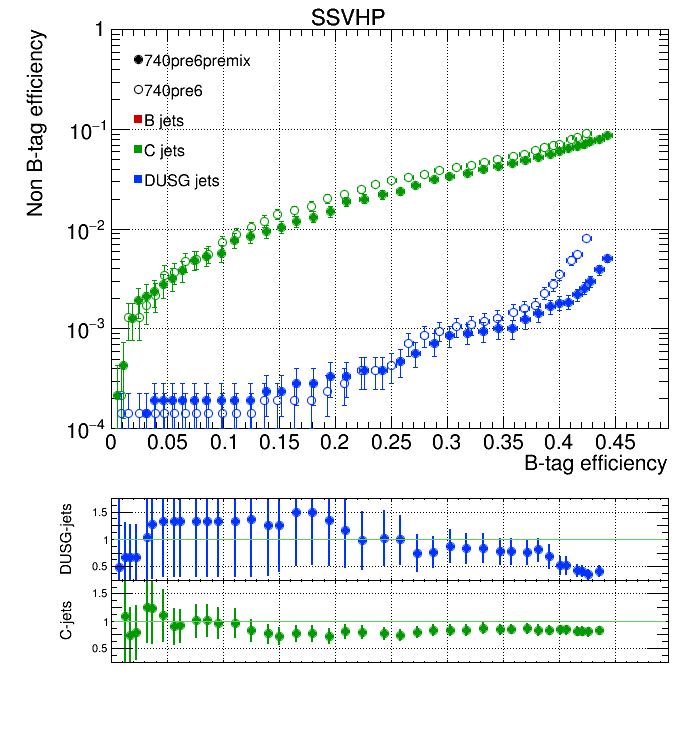 SSVHP
Non B-tag efficiency
1
10⁻¹
10⁻²
10⁻³
10⁻⁴
740pre6premix
740pre6
B jets
C jets
DUSG jets
0 0.05 0.1 0.15 0.2 0.25 0.3 0.35 0.4 0.45
B-tag efficiency
DUSG-jets
1.5
1
0.5
C-jets
1.5
1
0.5